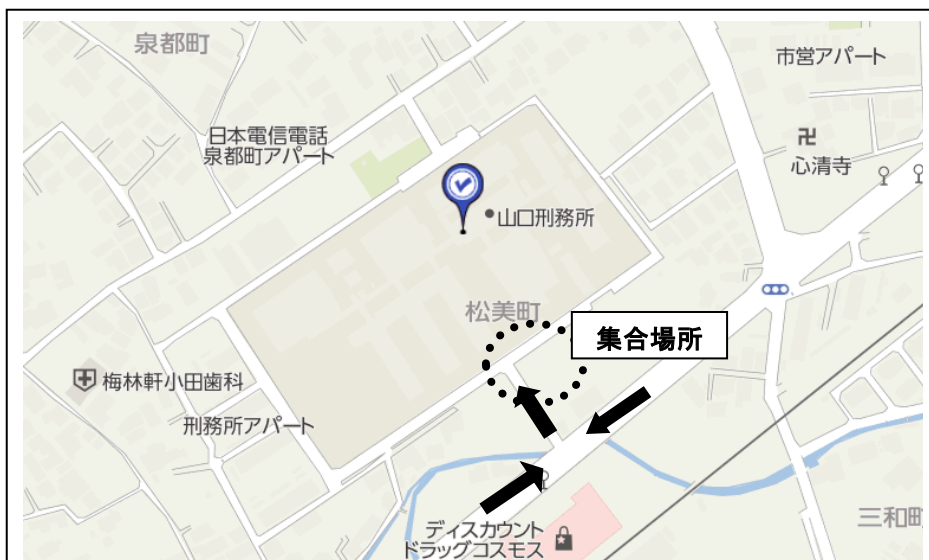 泉都町
市営アパート
日本電信電話
泉都町アパート
卍
心清寺
山口刑務所
松美町
集合場所
梅林軒小田歯科
刑務所アパート
三和町
ディスカウント
ドラッグコスモス